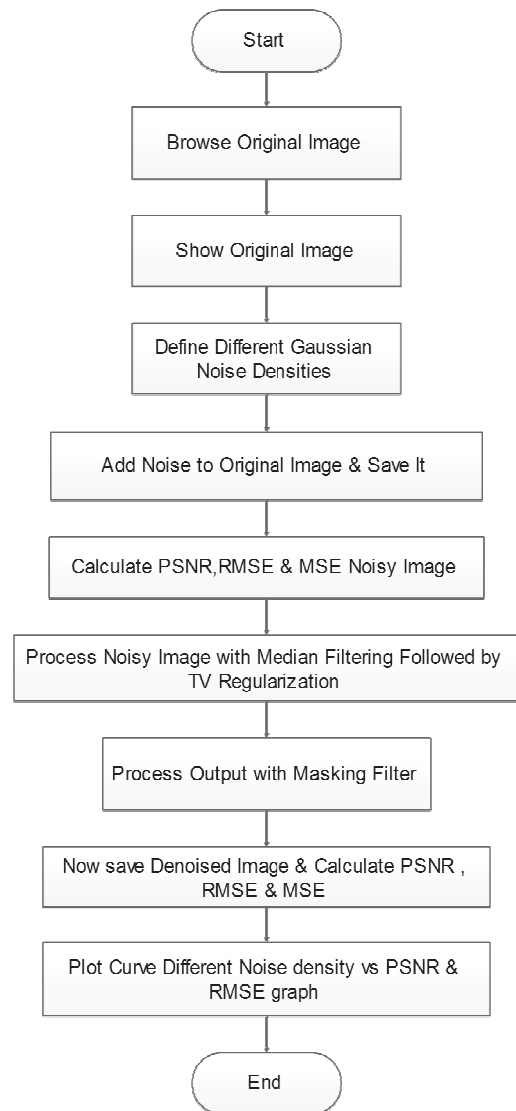 Start
Browse Original Image
Show Original Image
Define Different Gaussian
Noise Densities
Add Noise to Original Image & Save It
Calculate PSNR,RMSE & MSE Noisy Image
Process Noisy Image with Median Filtering Followed by
TV Regularization
Process Output with Masking Filter
Now save Denoised Image & Calculate PSNR ,
RMSE & MSE
Plot Curve Different Noise density vs PSNR &
RMSE graph
End